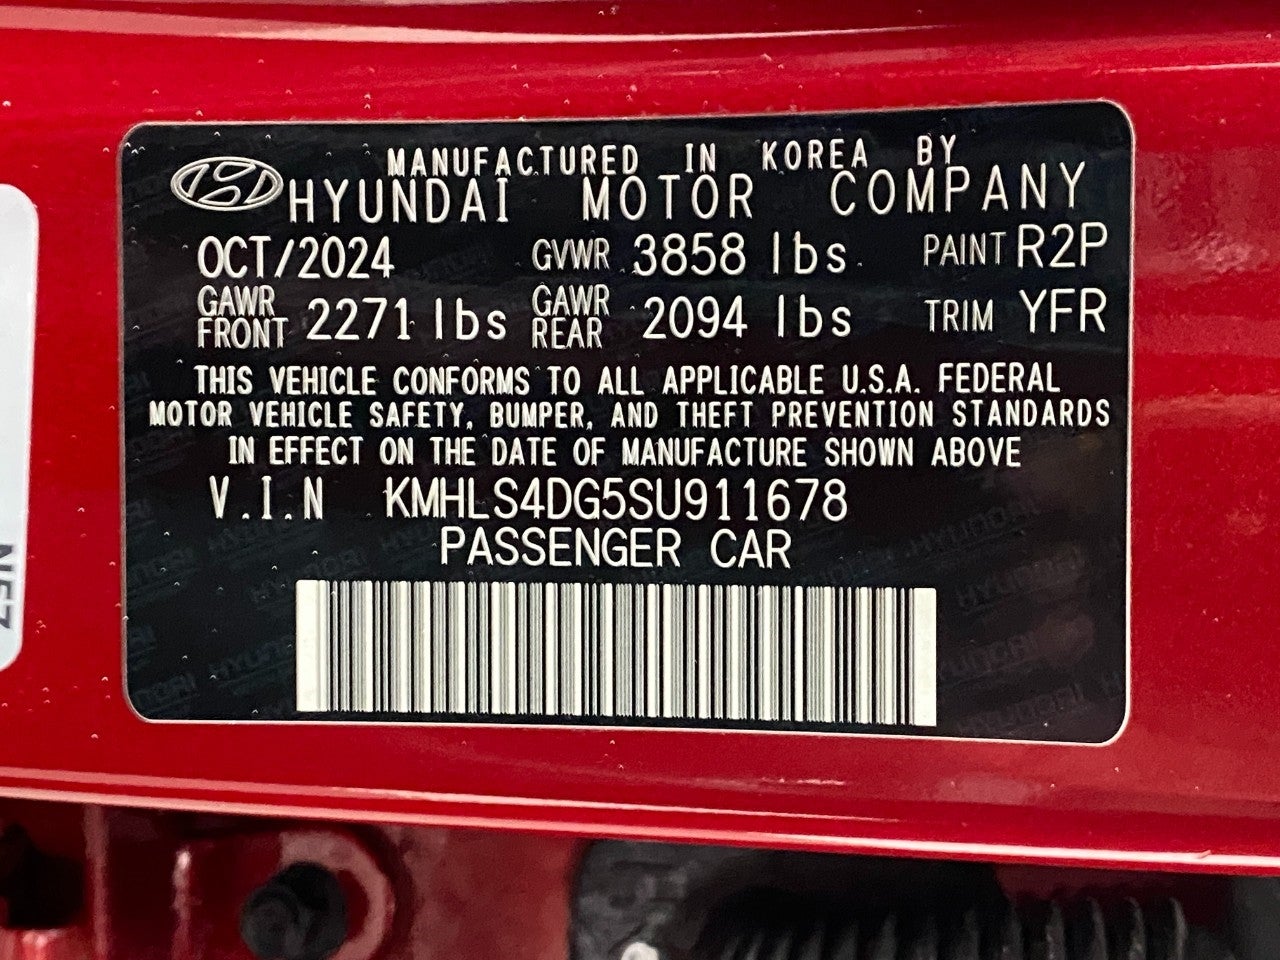 MANUFACTURED IN KOREA BY
HYUNDAI MOTOR COMPANY
OCT/2024 GVWR 3858 lbs PAINT R2P
GAWR FRONT 2271 lbs GAWR REAR 2094 lbs TRIM YFR
THIS VEHICLE CONFORMS TO ALL APPLICABLE U.S.A. FEDERAL
MOTOR VEHICLE SAFETY, BUMPER, AND THEFT PREVENTION STANDARDS
IN EFFECT ON THE DATE OF MANUFACTURE SHOWN ABOVE
V.I.N KMHLS4DG5SU911678
PASSENGER CAR